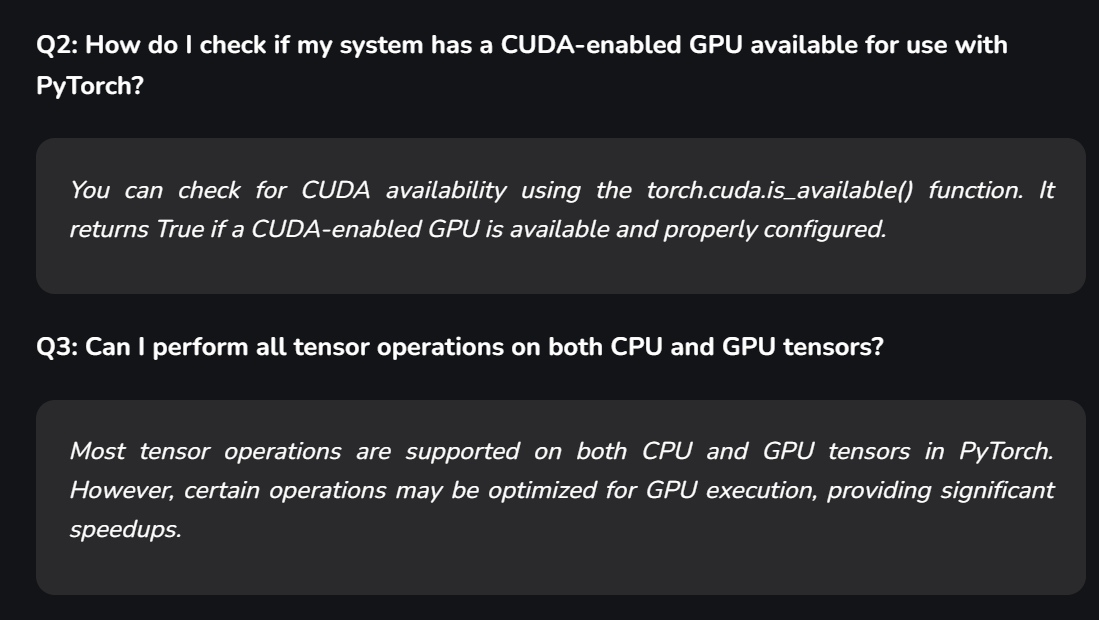 Q2: How do I check if my system has a CUDA-enabled GPU available for use with
PyTorch?
You can check for CUDA availability using the torch.cuda.is_available() function. It
returns True if a CUDA-enabled GPU is available and properly configured.
Q3: Can I perform all tensor operations on both CPU and GPU tensors?
Most tensor operations are supported on both CPU and GPU tensors in PyTorch.
However, certain operations may be optimized for GPU execution, providing significant
speedups.